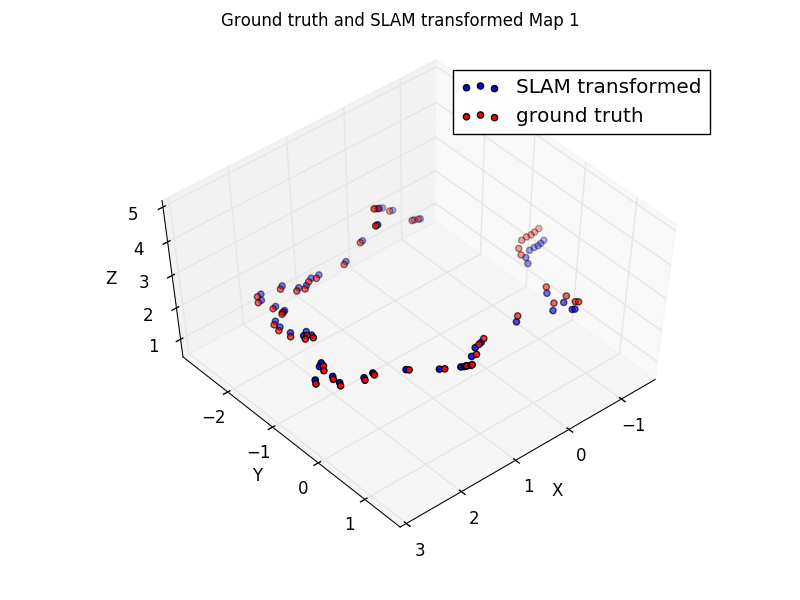 Ground truth and SLAM transformed Map 1
SLAM transformed
ground truth
5
4
3
2
1
Z
−2
−1
0
1
Y
−1
0
1
2
3
X